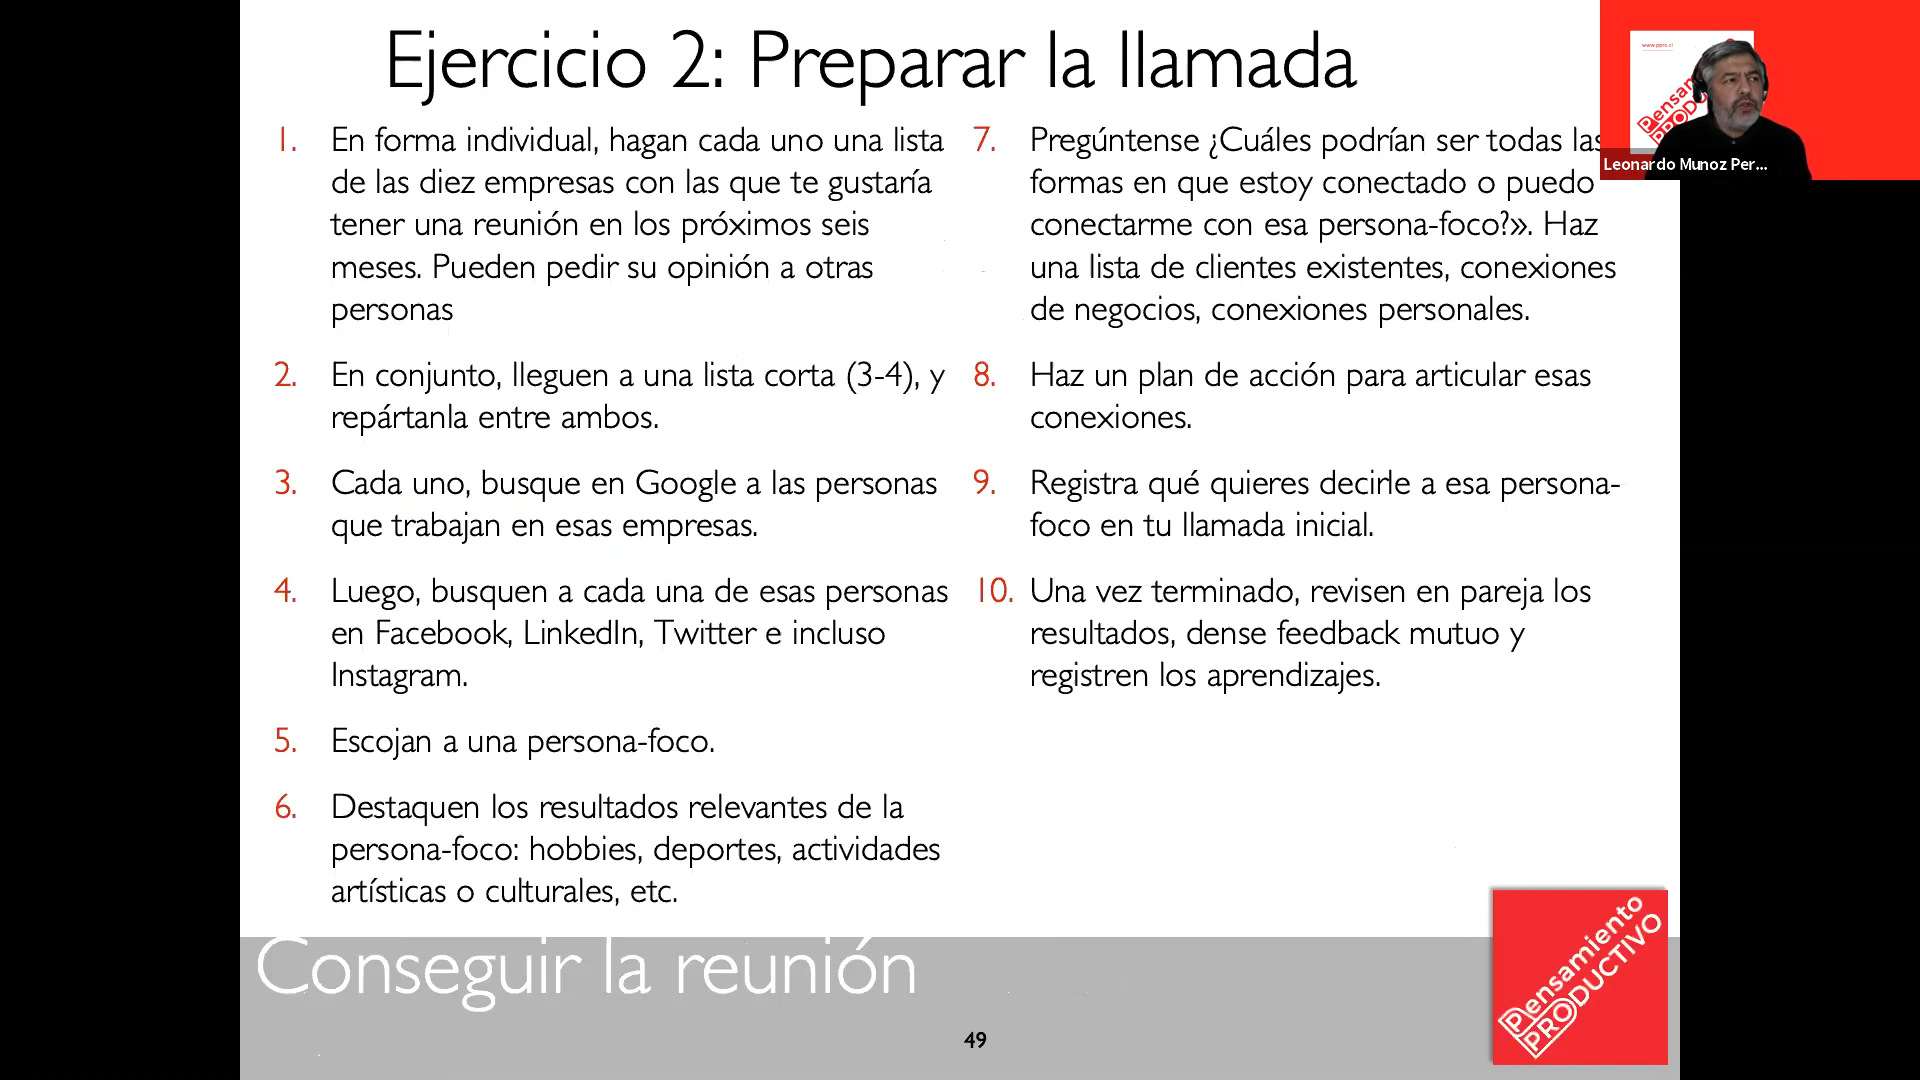 Ejercicio 2: Preparar la llamada
1. En forma individual, hagan cada uno una lista
de las diez empresas con las que te gustaría
tener una reunión en los próximos seis
meses. Pueden pedir su opinión a otras
personas
2. En conjunto, lleguen a una lista corta (3-4), y
repártanla entre ambos.
3. Cada uno, busque en Google a las personas
que trabajan en esas empresas.
4. Luego, busquen a cada una de esas personas
en Facebook, LinkedIn, Twitter e incluso
Instagram.
5. Escojan a una persona-foco.
6. Destaquen los resultados relevantes de la
persona-foco: hobbies, deportes, actividades
artísticas o culturales, etc.
7. Pregúntense ¿Cuáles podrían ser todas las
formas en que estoy conectado o puedo
conectarme con esa persona-foco?». Haz
una lista de clientes existentes, conexiones
de negocios, conexiones personales.
8. Haz un plan de acción para articular esas
conexiones.
9. Registra qué quieres decirle a esa persona-
foco en tu llamada inicial.
10. Una vez terminado, revisen en pareja los
resultados, dense feedback mutuo y
registren los aprendizajes.
Conseguir la reunión
49
Pensamiento
PRODUCTIVO
www.ppro.cl
Pensam
PRODU
Leonardo Munoz Per...